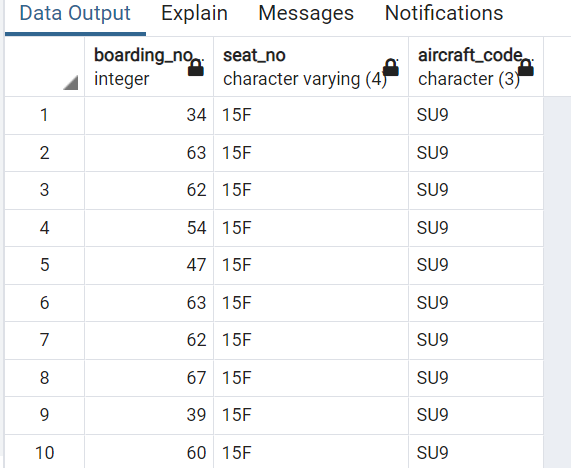 Data Output Explain Messages Notifications
boarding_no seat_no aircraft_code
integer character varying (4) character (3)
1 34 15F SU9
2 63 15F SU9
3 62 15F SU9
4 54 15F SU9
5 47 15F SU9
6 63 15F SU9
7 62 15F SU9
8 67 15F SU9
9 39 15F SU9
10 60 15F SU9